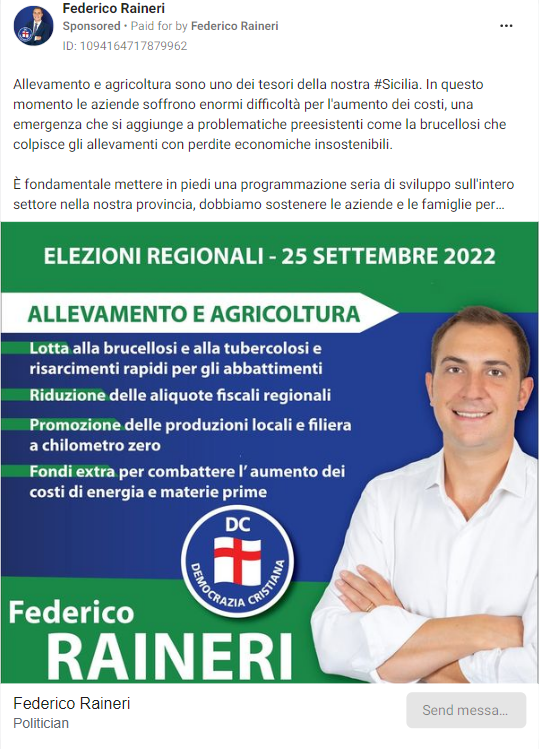 Federico Raineri
Sponsored • Paid for by Federico Raineri
ID: 1094164717879962
Allevamento e agricoltura sono uno dei tesori della nostra #Sicilia. In questo
momento le aziende soffrono enormi difficoltà per l'aumento dei costi, una
emergenza che si aggiunge a problematiche preesistenti come la brucellosi che
colpisce gli allevamenti con perdite economiche insostenibili.
È fondamentale mettere in piedi una programmazione seria di sviluppo sull'intero
settore nella nostra provincia, dobbiamo sostenere le aziende e le famiglie per...
ELEZIONI REGIONALI - 25 SETTEMBRE 2022
ALLEVAMENTO E AGRICOLTURA
Lotta alla brucellosi e alla tubercolosi e
risarcimenti rapidi per gli abbattimenti
Riduzione delle aliquote fiscali regionali
Promozione delle produzioni locali e filiera
a chilometro zero
Fondi extra per combattere l' aumento dei
costi di energia e materie prime
DC
DEMOCRAZIA CRISTIANA
Federico
RAINERI
Federico Raineri
Politician
Send messa...